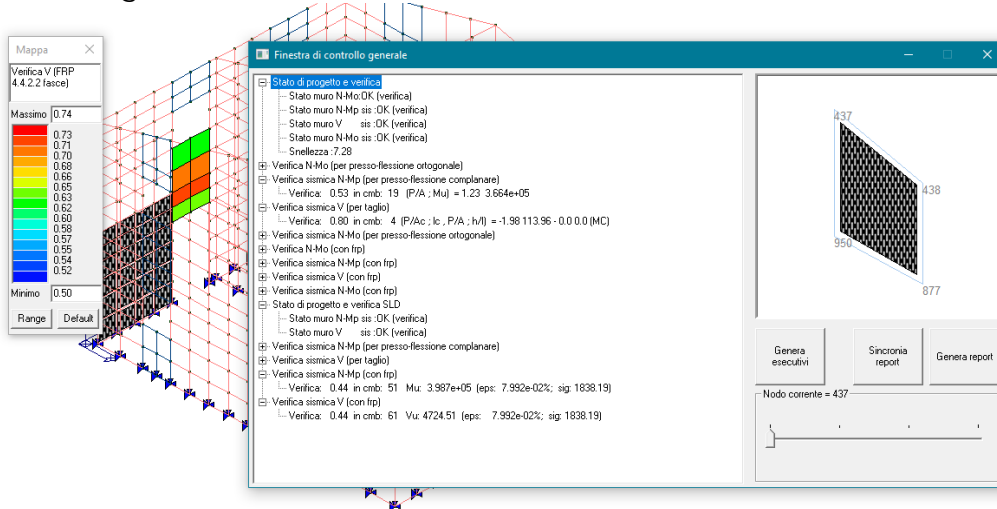 Mappa
Verifica V (FRP
4.4.2.2 fasce)
Massimo 0.74
0.73
0.71
0.70
0.68
0.66
0.65
0.63
0.62
0.60
0.58
0.57
0.55
0.54
0.52
Minimo 0.50
Range Default
Finestra di controllo generale
Stato di progetto e verifica
Stato muro N-Mo:OK (verifica)
Stato muro N-Mp sis :OK (verifica)
Stato muro V sis :OK (verifica)
Stato muro N-Mo sis :OK (verifica)
Snellezza :7.28
Verifica N-Mo (per presso-flessione ortogonale)
Verifica sismica N-Mp (per presso-flessione complanare)
Verifica: 0.53 in cmb: 19 (P/A ; Mu) = 1.23 3.664e+05
Verifica sismica V (per taglio)
Verifica: 0.80 in cmb: 4 (P/Ac ; lc , P/A ; h/l) = -1.98 113.96 - 0.0 0.0 (MC)
Verifica sismica N-Mo (per presso-flessione ortogonale)
Verifica N-Mo (con frp)
Verifica sismica N-Mp (con frp)
Verifica sismica V (con frp)
Verifica sismica N-Mo (con frp)
Stato di progetto e verifica SLD
Stato muro N-Mp sis :OK (verifica)
Stato muro V sis :OK (verifica)
Verifica sismica N-Mp (per presso-flessione complanare)
Verifica sismica V (per taglio)
Verifica sismica N-Mp (con frp)
Verifica: 0.44 in cmb: 51 Mu: 3.987e+05 (eps: 7.992e-02%; sig: 1838.19)
Verifica sismica V (con frp)
Verifica: 0.44 in cmb: 61 Vu: 4724.51 (eps: 7.992e-02%; sig: 1838.19)
437
438
950
877
Genera
esecutivi
Sincronia
report
Genera report
Nodo corrente = 437